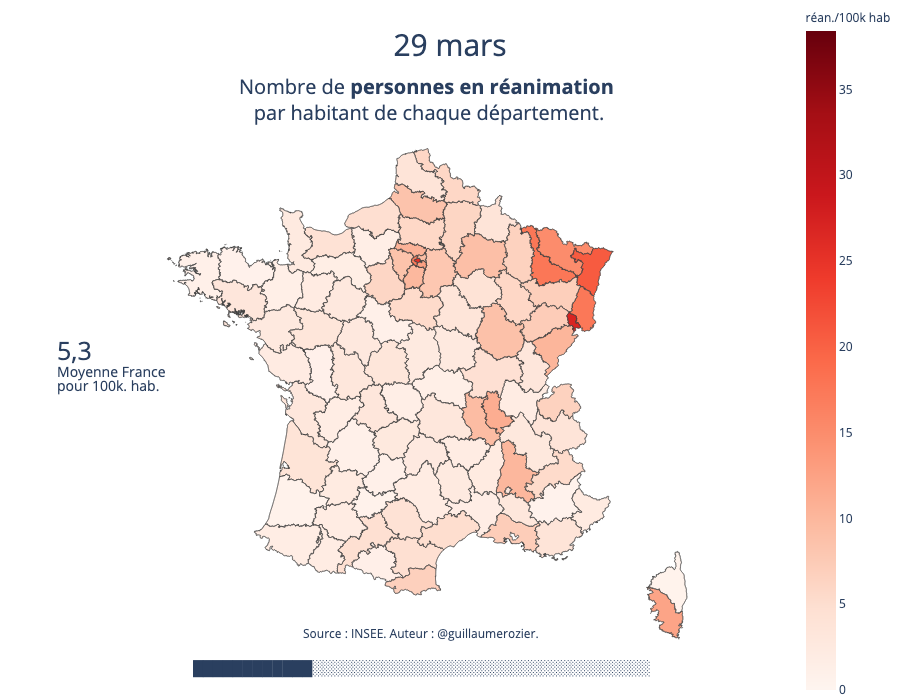 29 mars
Nombre de personnes en réanimation
par habitant de chaque département.
réan./100k hab
35
30
25
20
15
10
5
0
5,3
Moyenne France
pour 100k. hab.
Source : INSEE. Auteur : @guillaumerozier.